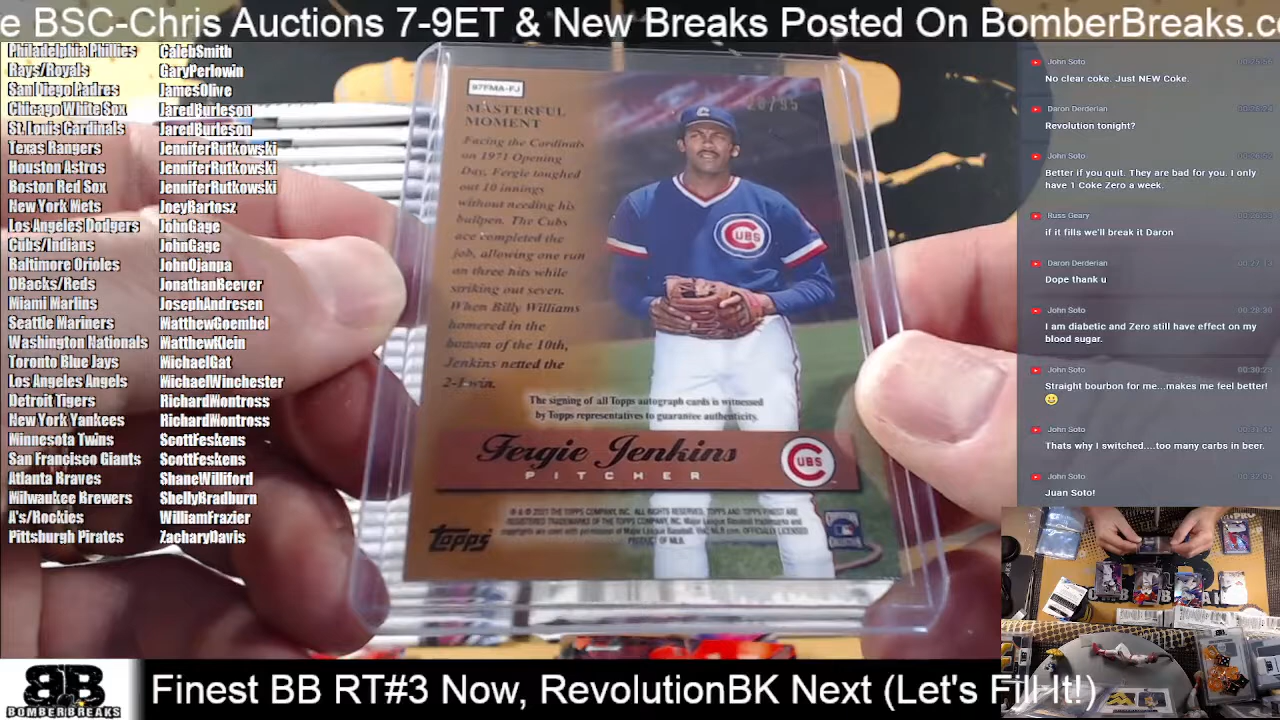 e BSC-Chris Auctions 7-9ET & New Breaks Posted On BomberBreaks.c
Philadelphia Phillies CalebSmith
Rays/Royals GaryPerlowin
San Diego Padres JamesOlive
Chicago White Sox JaredBurleson
St. Louis Cardinals JaredBurleson
Texas Rangers JenniferRutkowski
Houston Astros JenniferRutkowski
Boston Red Sox JenniferRutkowski
New York Mets JoeyBartosz
Los Angeles Dodgers JohnGage
Cubs/Indians JohnGage
Baltimore Orioles JohnOjanpa
DBacks/Reds JonathanBeever
Miami Marlins JosephAndresen
Seattle Mariners MatthewGoembel
Washington Nationals MatthewKlein
Toronto Blue Jays MichaelGat
Los Angeles Angels MichaelWinchester
Detroit Tigers RichardMontross
New York Yankees RichardMontross
Minnesota Twins ScottFeskens
San Francisco Giants ScottFeskens
Atlanta Braves ShaneWilliford
Milwaukee Brewers ShellyBradburn
A's/Rockies WilliamFrazier
Pittsburgh Pirates ZacharyDavis
97FMA-FJ
MASTERFUL
MOMENT
Facing the Cardinals
on 1971 Opening
Day, Fergie toughed
out 10 innings
without needing his
bullpen. The Cubs
ace completed the
job, allowing one run
on three hits while
striking out seven.
When Billy Williams
homered in the
bottom of the 10th,
Jenkins netted the
2-1 win.
The signing of all Topps autograph cards is witnessed
by Topps representatives to guarantee authenticity.
Fergie Jenkins
PITCHER
CUBS
CUBS
Topps
John Soto
No clear coke. Just NEW Coke.
Daron Derderian
Revolution tonight?
John Soto
Better if you quit. They are bad for you. I only
have 1 Coke Zero a week.
Russ Geary
if it fills we'll break it Daron
Daron Derderian
Dope thank u
John Soto
I am diabetic and Zero still have effect on my
blood sugar.
John Soto
Straight bourbon for me...makes me feel better!
John Soto
Thats why I switched....too many carbs in beer.
John Soto
Juan Soto!
BB
BOMBERBREAKS
Finest BB RT#3 Now, RevolutionBK Next (Let's Fill It!)